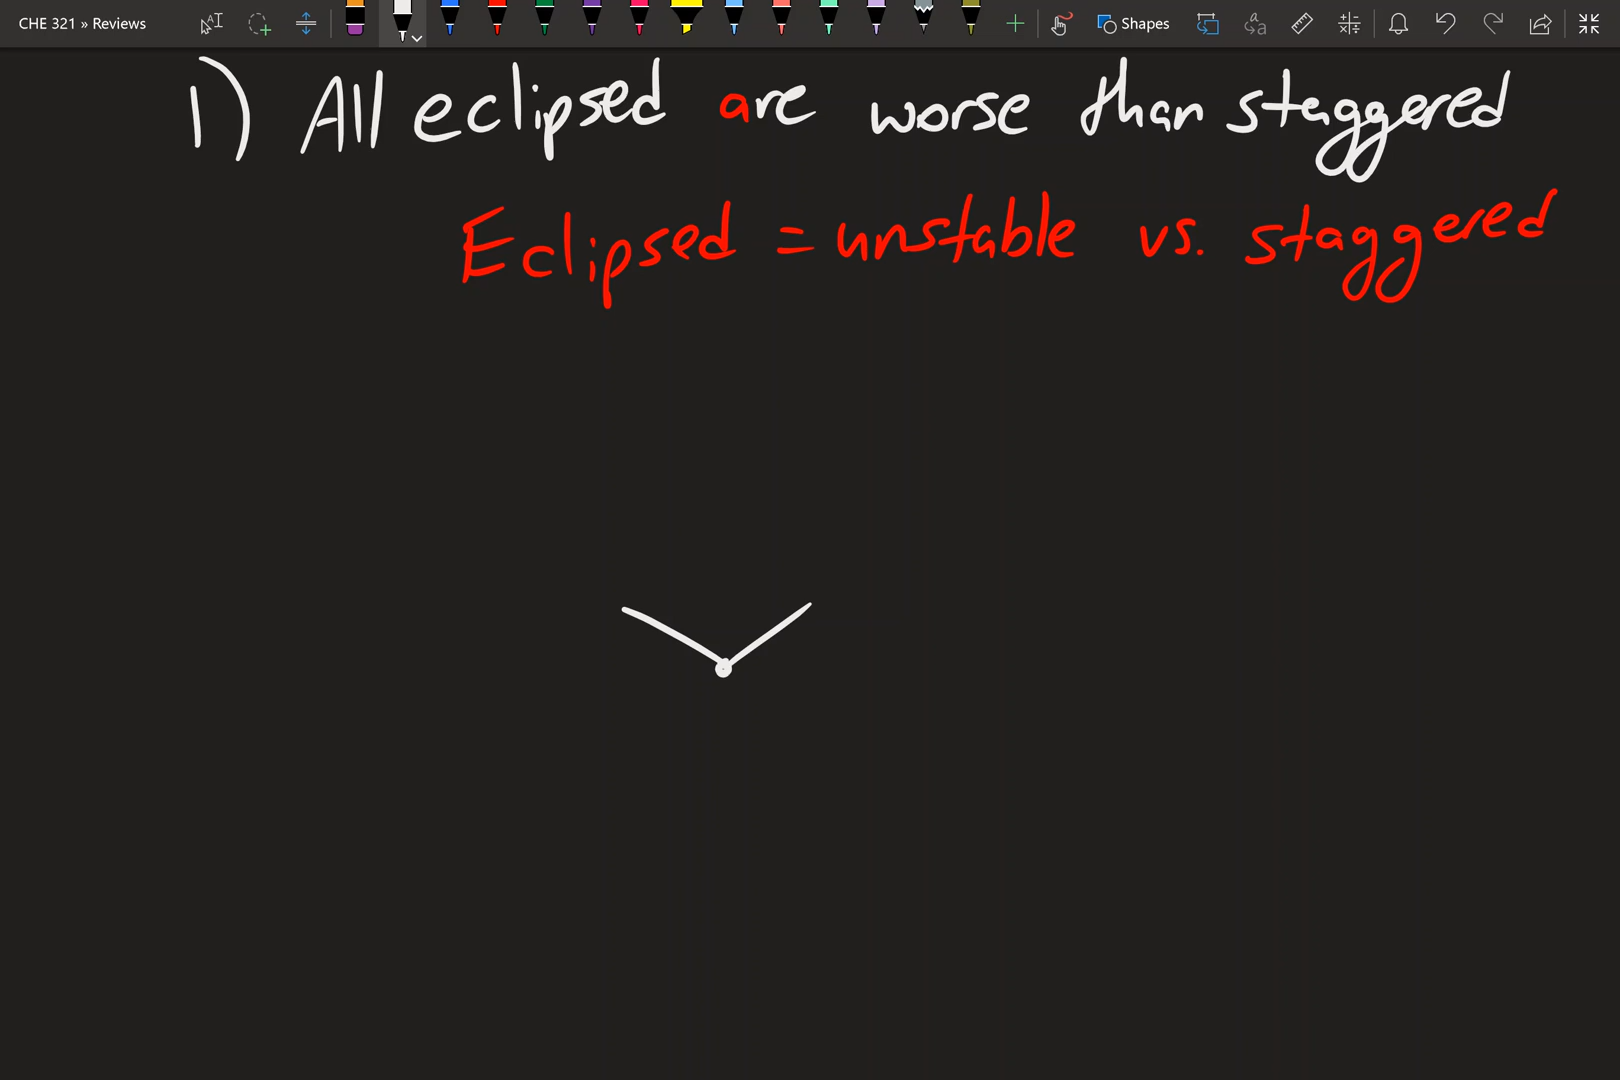 CHE 321 » Reviews
Shapes
1) All eclipsed are worse than staggered
Eclipsed = unstable vs. staggered